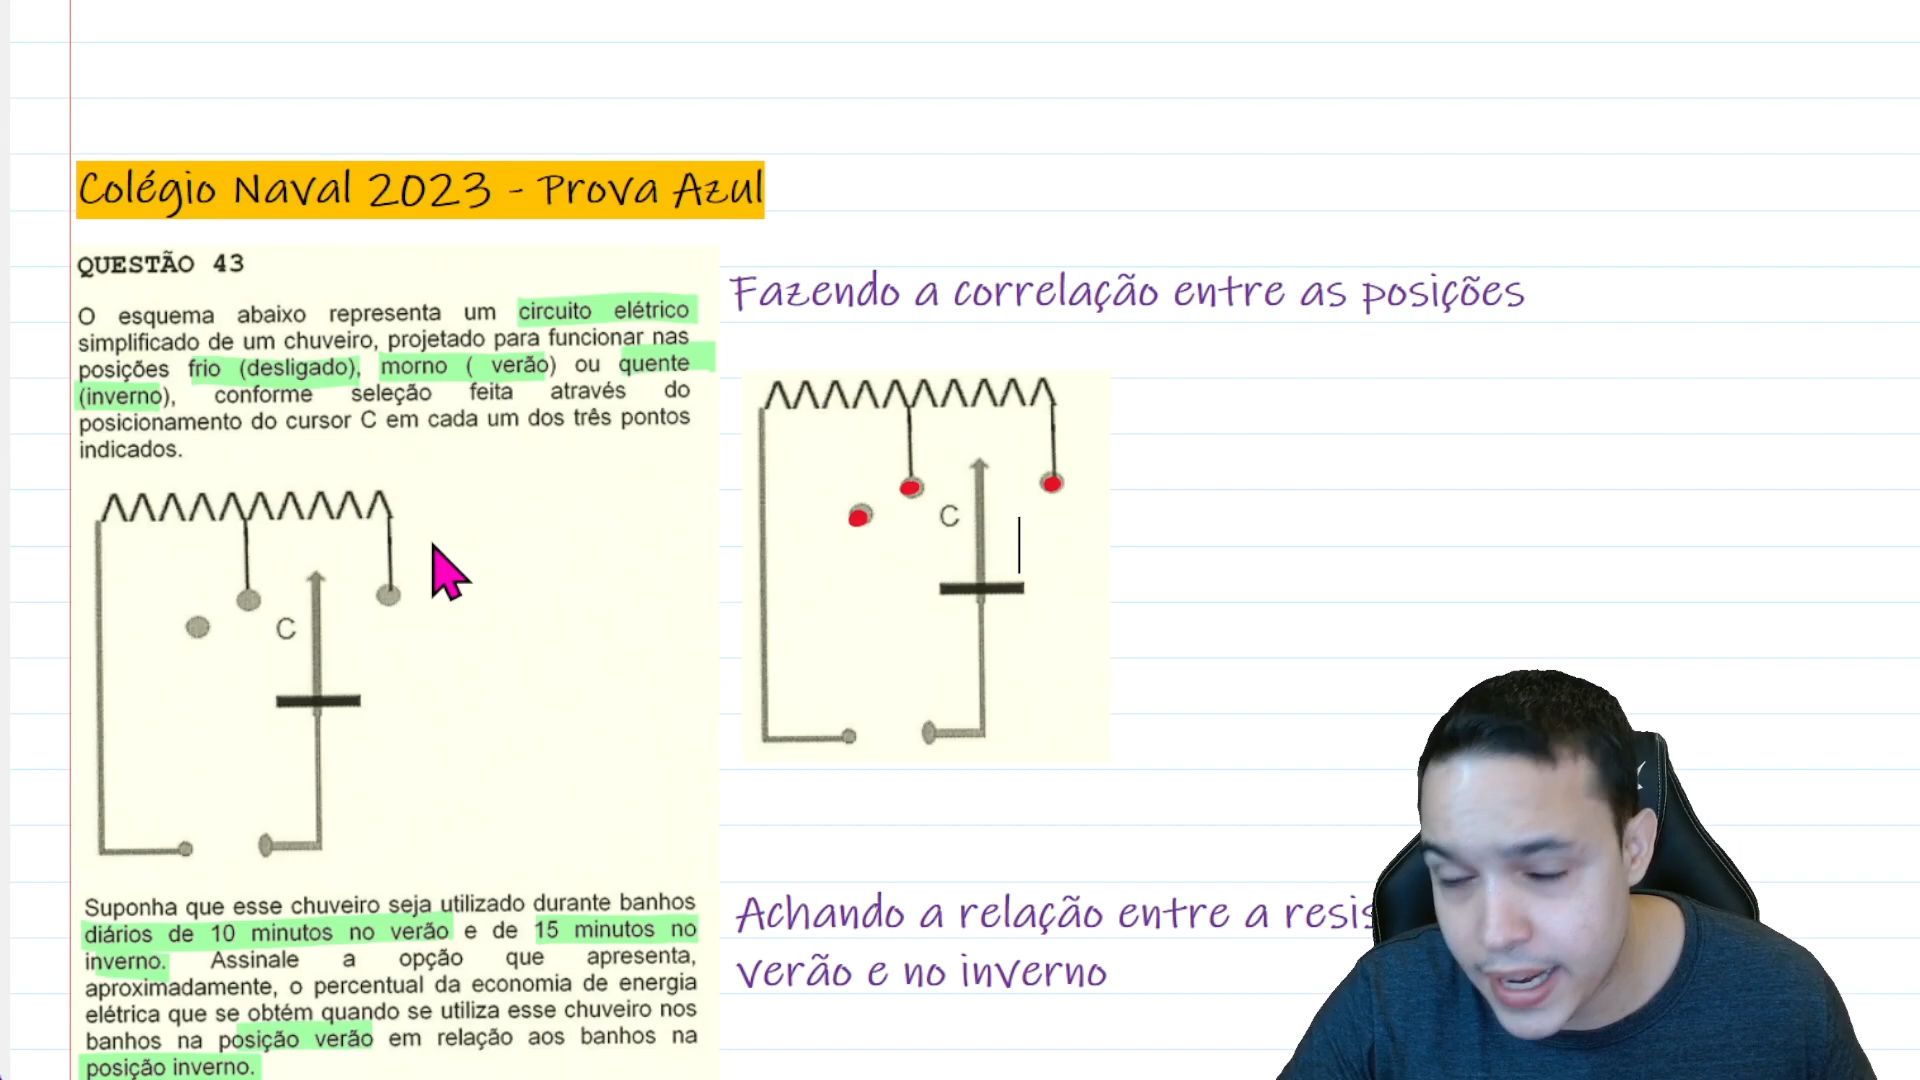 Colégio Naval 2023 - Prova Azul
QUESTÃO 43
O esquema abaixo representa um circuito elétrico
simplificado de um chuveiro, projetado para funcionar nas
posições frio (desligado), morno ( verão) ou quente
(inverno), conforme seleção feita através do
posicionamento do cursor C em cada um dos três pontos
indicados.
C
Suponha que esse chuveiro seja utilizado durante banhos
diários de 10 minutos no verão e de 15 minutos no
inverno. Assinale a opção que apresenta,
aproximadamente, o percentual da economia de energia
elétrica que se obtém quando se utiliza esse chuveiro nos
banhos na posição verão em relação aos banhos na
posição inverno.
Fazendo a correlação entre as posições
C
Achando a relação entre a
verão e no inverno